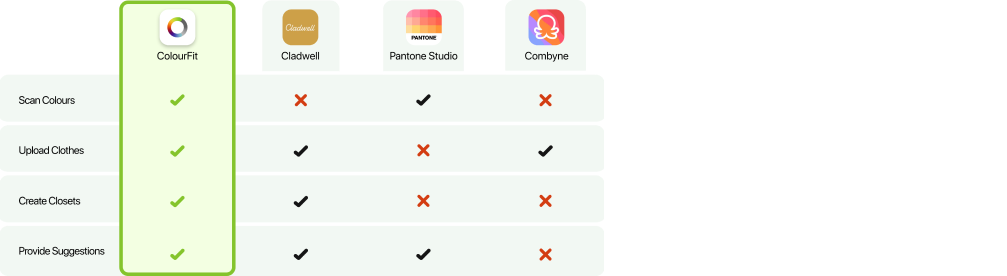 Cladwell
PANTONE
ColourFit
Cladwell
Pantone Studio
Combyne
Scan Colours
Upload Clothes
Create Closets
Provide Suggestions